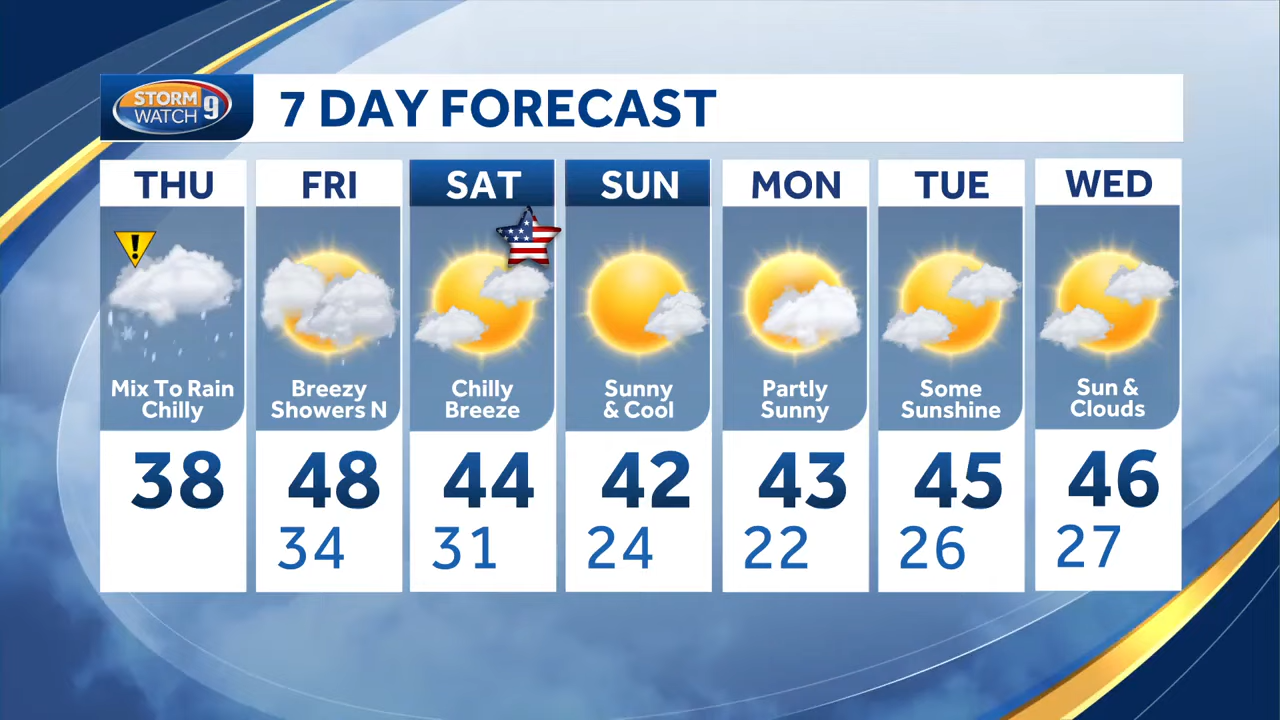 STORM
WATCH 9
7 DAY FORECAST
THU
FRI
SAT
SUN
MON
TUE
WED
!
Mix To Rain
Chilly
Breezy
Showers N
Chilly
Breeze
Sunny
& Cool
Partly
Sunny
Some
Sunshine
Sun &
Clouds
38
48
44
42
43
45
46
34
31
24
22
26
27